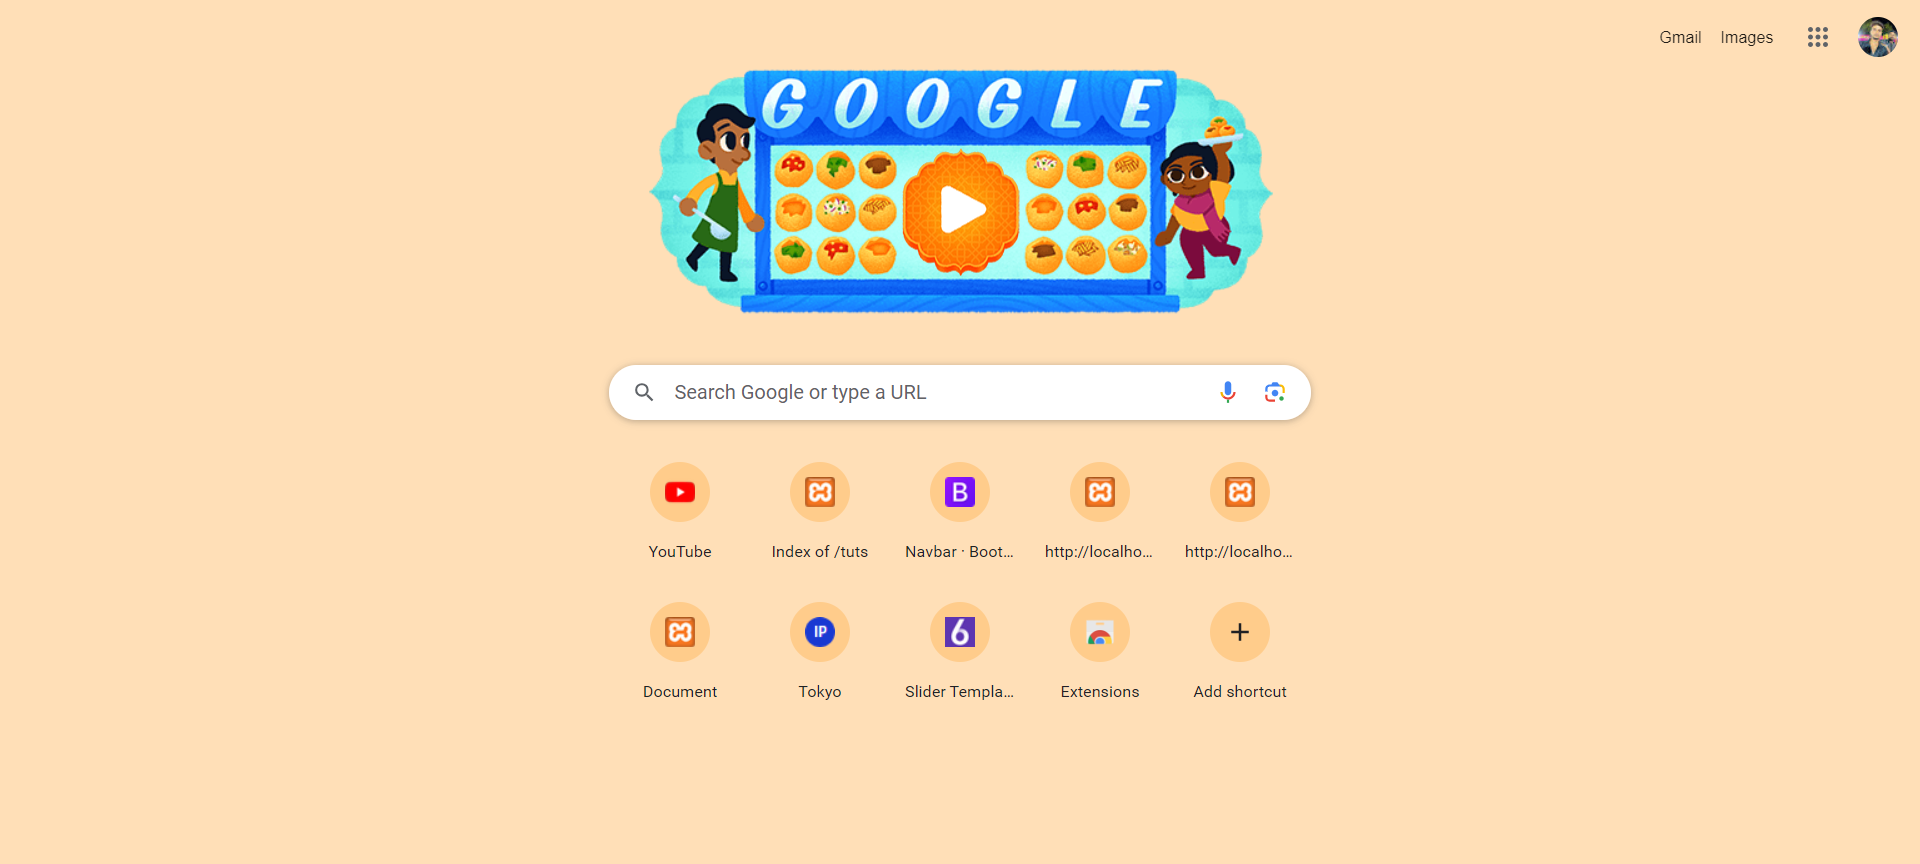 Gmail Images
GOOGLE
Search Google or type a URL
YouTube
Index of /tuts
B
Navbar · Boot...
http://localho...
http://localho...
Document
IP
Tokyo
6
Slider Templa...
Extensions
Add shortcut